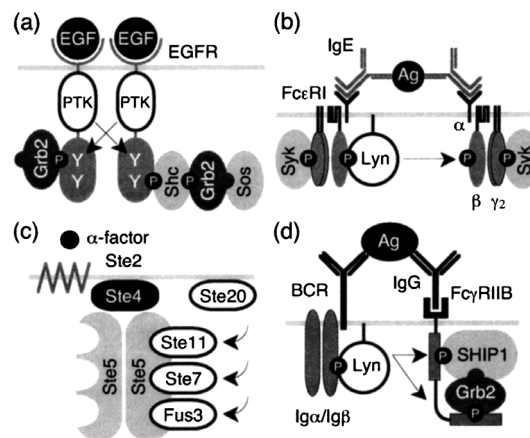 (a)
EGF EGF
EGFR
PTK PTK
Grb2 P Y Y P Shc P Grb2 Sos
Y Y
(b)
IgE
Ag
FcεRI
α
Syk P P Lyn P P Syk
β γ2
(c)
α-factor
Ste2
Ste4 Ste20
Ste5 Ste5
Ste11
Ste7
Fus3
(d)
Ag
BCR IgG
FcγRIIB
P Lyn P SHIP1
Grb2
P
Igα/Igβ